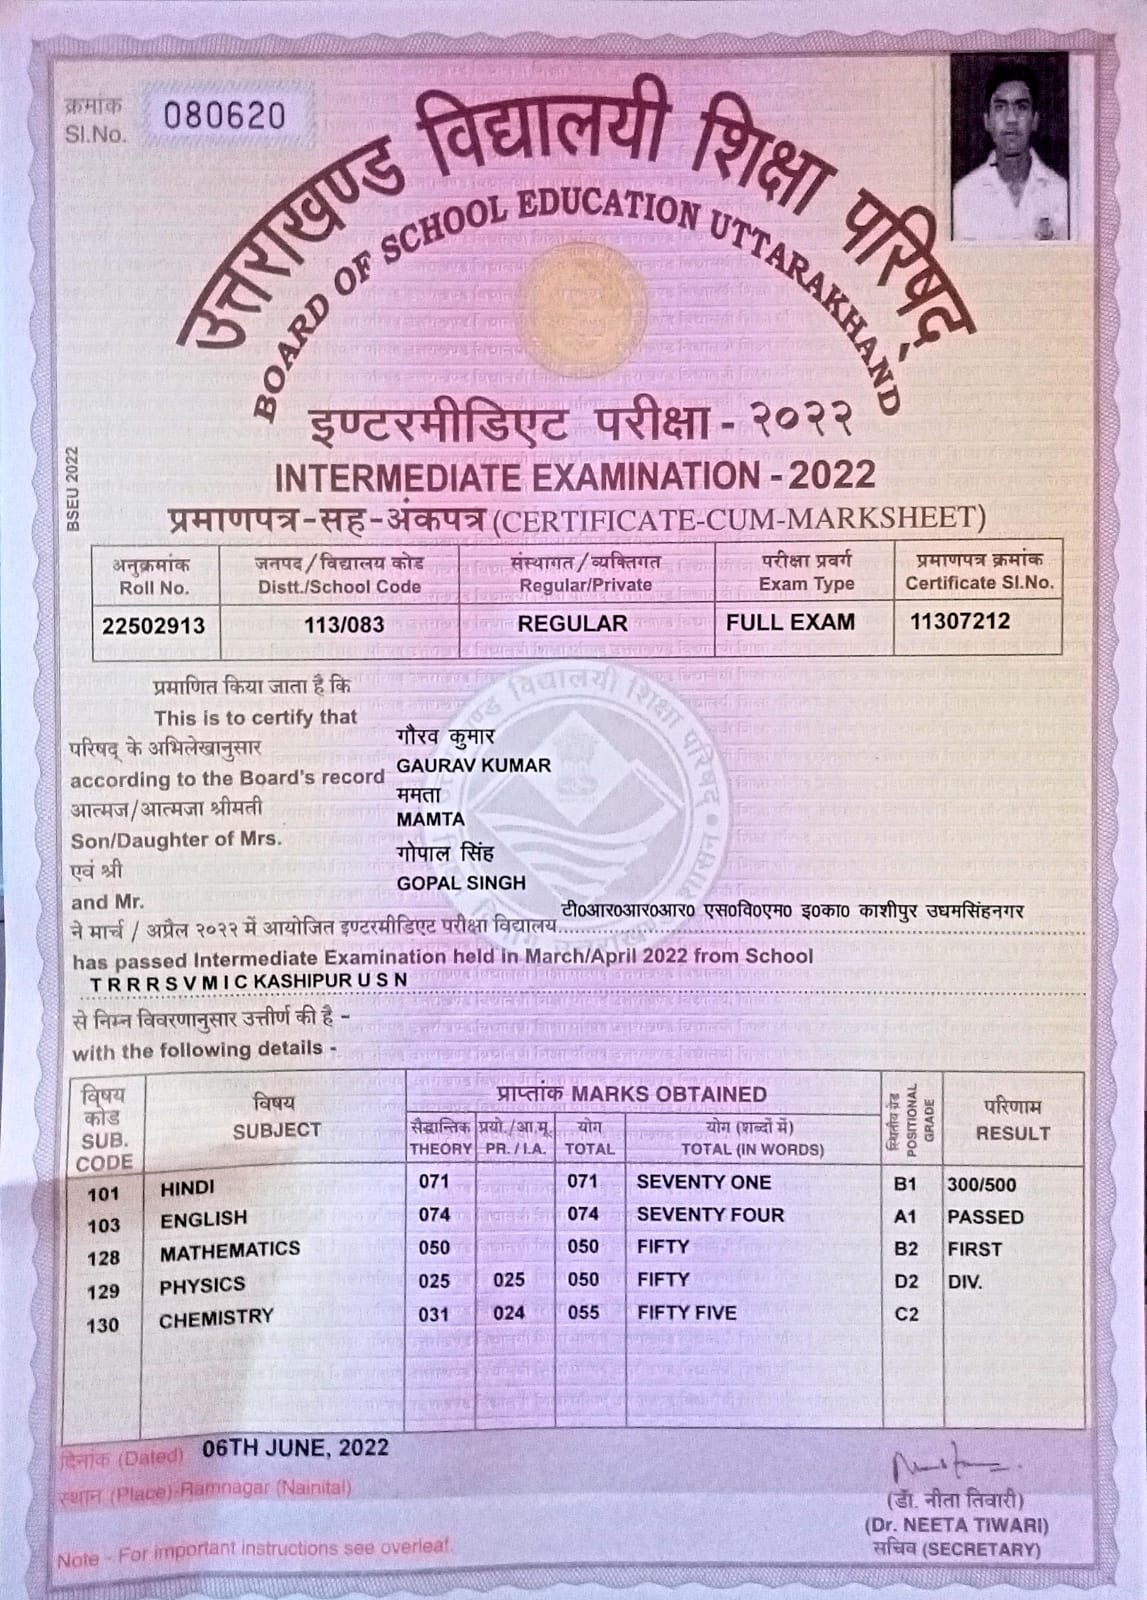 क्रमांक
Sl.No.
080620
उत्तराखण्ड विद्यालयी शिक्षा परिषद्
BOARD OF SCHOOL EDUCATION UTTARAKHAND
इण्टरमीडिएट परीक्षा - २०२२
INTERMEDIATE EXAMINATION - 2022
BSEU 2022
प्रमाणपत्र-सह-अंकपत्र (CERTIFICATE-CUM-MARKSHEET)
अनुक्रमांक जनपद/विद्यालय कोड संस्थागत/व्यक्तिगत परीक्षा प्रवर्ग प्रमाणपत्र क्रमांक
Roll No. Distt./School Code Regular/Private Exam Type Certificate Sl.No.
22502913 113/083 REGULAR FULL EXAM 11307212
प्रमाणित किया जाता है कि
This is to certify that
परिषद् के अभिलेखानुसार गौरव कुमार
according to the Board's record GAURAV KUMAR
आत्मज/आत्मजा श्रीमती ममता
Son/Daughter of Mrs. MAMTA
एवं श्री गोपाल सिंह
and Mr. GOPAL SINGH
ने मार्च / अप्रैल २०२२ में आयोजित इण्टरमीडिएट परीक्षा विद्यालय टी0आर0आर0आर0 एस0वि0एम0 इ0का0 काशीपुर उघमसिंहनगर
has passed Intermediate Examination held in March/April 2022 from School
T R R R S V M I C KASHIPUR U S N
से निम्न विवरणानुसार उत्तीर्ण की है -
with the following details -
विषय कोड विषय प्राप्तांक MARKS OBTAINED परिणाम
SUB. CODE SUBJECT RESULT
सैद्धान्तिक प्रयो./आ.मू. योग योग (शब्दों में)
THEORY PR. / I.A. TOTAL TOTAL (IN WORDS) POSITIONAL GRADE
101 HINDI 071 071 SEVENTY ONE B1 300/500
103 ENGLISH 074 074 SEVENTY FOUR A1 PASSED
128 MATHEMATICS 050 050 FIFTY B2 FIRST
129 PHYSICS 025 025 050 FIFTY D2 DIV.
130 CHEMISTRY 031 024 055 FIFTY FIVE C2
दिनांक (Dated) 06TH JUNE, 2022
स्थान (Place)-Ramnagar (Nainital)
(डॉ. नीता तिवारी)
(Dr. NEETA TIWARI)
सचिव (SECRETARY)
Note - For important instructions see overleaf.